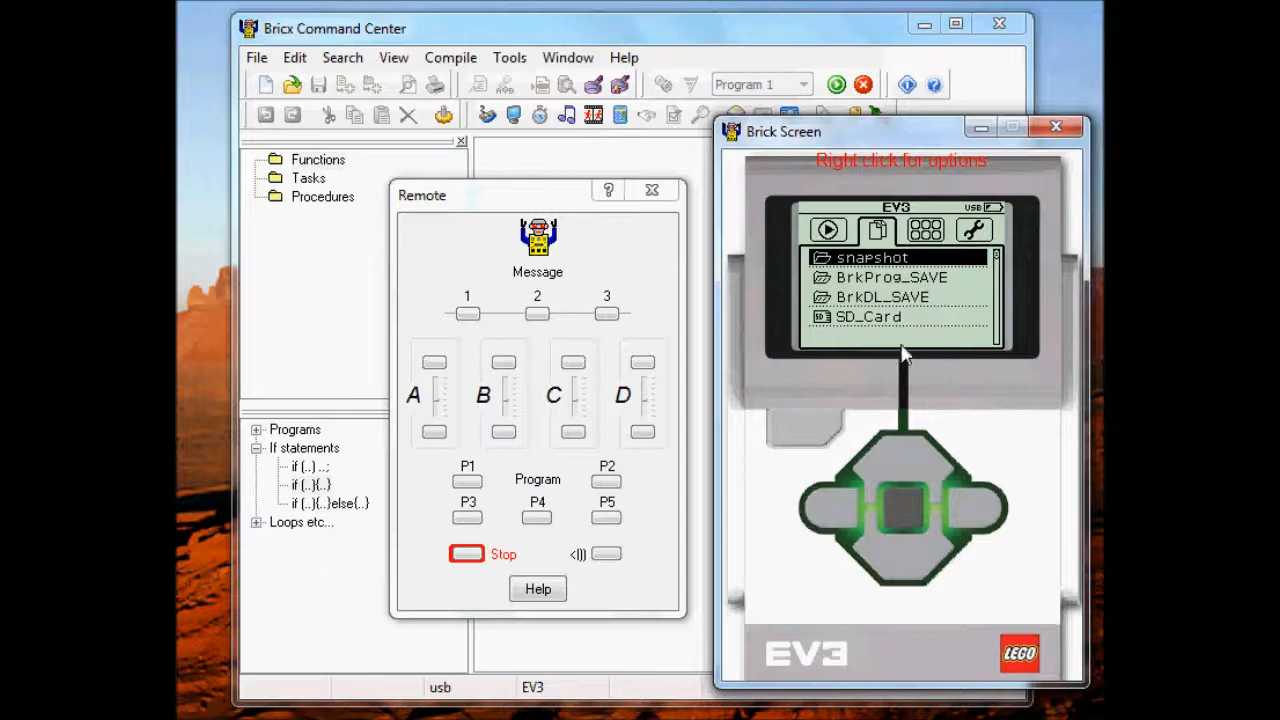 Bricx Command Center
File Edit Search View Compile Tools Window Help
Program 1
Functions
Tasks
Procedures
Programs
If statements
if (..) ..;
if (..){..}
if (..){..}else{..}
Loops etc...
usb
EV3
Remote
?
Message
1 2 3
A B C D
P1 Program P2
P3 P4 P5
Stop <(|))
Help
Brick Screen
Right click for options
EV3 USB
snapshot
BrkProg_SAVE
BrkDL_SAVE
SD SD_Card
EV3
LEGO